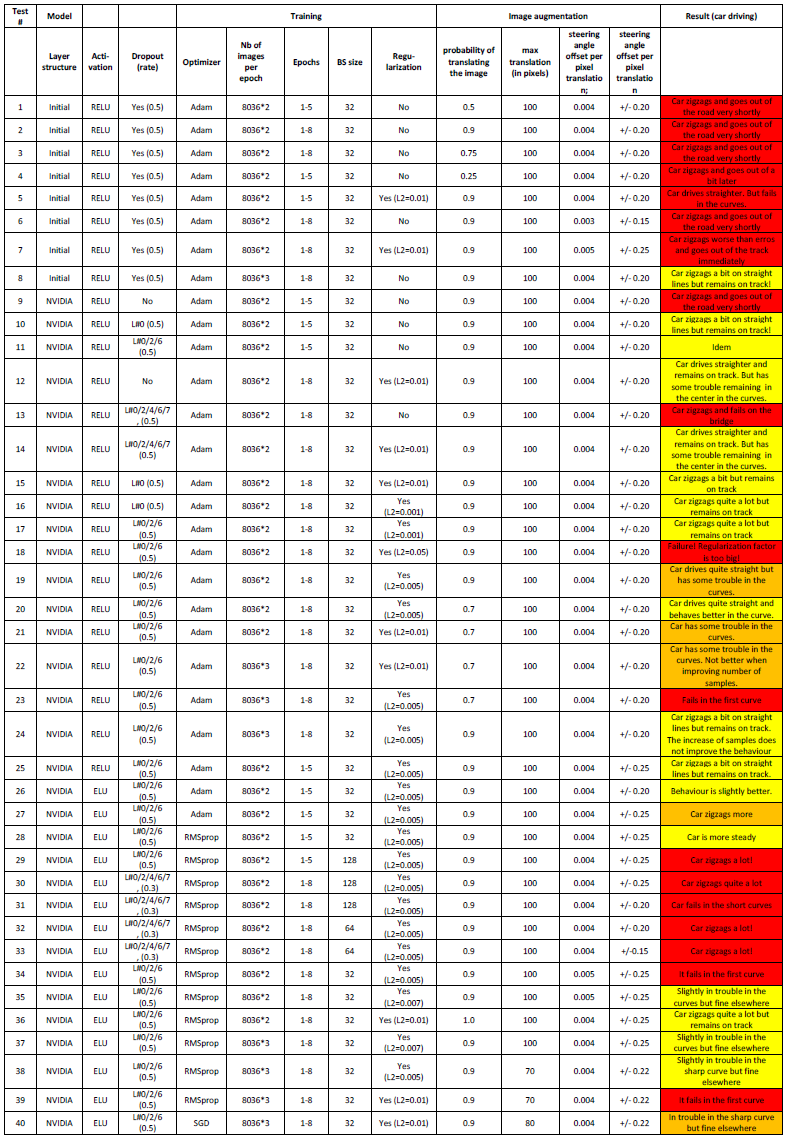 Test # Model Training Image augmentation Result (car driving)
Layer structure Acti-vation Dropout (rate) Optimizer Nb of images per epoch Epochs BS size Regu-larization probability of translating the image max translation (in pixels) steering angle offset per pixel translatio n; steering angle offset per pixel translatio n
1 Initial RELU Yes (0.5) Adam 8036*2 1-5 32 No 0.5 100 0.004 +/- 0.20 Car zigzags and goes out of the road very shortly
2 Initial RELU Yes (0.5) Adam 8036*2 1-8 32 No 0.9 100 0.004 +/- 0.20 Car zigzags and goes out of the road very shortly
3 Initial RELU Yes (0.5) Adam 8036*2 1-8 32 No 0.75 100 0.004 +/- 0.20 Car zigzags and goes out of the road very shortly
4 Initial RELU Yes (0.5) Adam 8036*2 1-8 32 No 0.25 100 0.004 +/- 0.20 Car zigzags and goes out of a bit later
5 Initial RELU Yes (0.5) Adam 8036*2 1-5 32 Yes (L2=0.01) 0.9 100 0.004 +/- 0.20 Car drives straighter. But fails in the curves.
6 Initial RELU Yes (0.5) Adam 8036*2 1-8 32 No 0.9 100 0.003 +/- 0.15 Car zigzags and goes out of the road very shortly
7 Initial RELU Yes (0.5) Adam 8036*2 1-8 32 Yes (L2=0.01) 0.9 100 0.005 +/- 0.25 Car zigzags worse than erros and goes out of the track immediately
8 Initial RELU Yes (0.5) Adam 8036*3 1-8 32 No 0.9 100 0.004 +/- 0.20 Car zigzags a bit on straight lines but remains on track!
9 NVIDIA RELU No Adam 8036*2 1-5 32 No 0.9 100 0.004 +/- 0.20 Car zigzags and goes out of the road very shortly
10 NVIDIA RELU L#0 (0.5) Adam 8036*2 1-5 32 No 0.9 100 0.004 +/- 0.20 Car zigzags a bit on straight lines but remains on track!
11 NVIDIA RELU L#0/2/6 (0.5) Adam 8036*2 1-5 32 No 0.9 100 0.004 +/- 0.20 Idem
12 NVIDIA RELU No Adam 8036*2 1-8 32 Yes (L2=0.01) 0.9 100 0.004 +/- 0.20 Car drives straighter and remains on track. But has some trouble remaining in the center in the curves.
13 NVIDIA RELU L#0/2/4/6/7 , (0.5) Adam 8036*2 1-8 32 No 0.9 100 0.004 +/- 0.20 Car zigzags and fails on the bridge
14 NVIDIA RELU L#0/2/4/6/7 (0.5) Adam 8036*2 1-8 32 Yes (L2=0.01) 0.9 100 0.004 +/- 0.20 Car drives straighter and remains on track. But has some trouble remaining in the center in the curves.
15 NVIDIA RELU L#0 (0.5) Adam 8036*2 1-8 32 Yes (L2=0.01) 0.9 100 0.004 +/- 0.20 Car zigzags a bit but remains on track
16 NVIDIA RELU L#0 (0.5) Adam 8036*2 1-8 32 Yes (L2=0.001) 0.9 100 0.004 +/- 0.20 Car zigzags quite a lot but remains on track
17 NVIDIA RELU L#0/2/6 (0.5) Adam 8036*2 1-8 32 Yes (L2=0.001) 0.9 100 0.004 +/- 0.20 Car zigzags quite a lot but remains on track
18 NVIDIA RELU L#0/2/6 (0.5) Adam 8036*2 1-8 32 Yes (L2=0.05) 0.9 100 0.004 +/- 0.20 Failure! Regularization factor is too big!
19 NVIDIA RELU L#0/2/6 (0.5) Adam 8036*2 1-8 32 Yes (L2=0.005) 0.9 100 0.004 +/- 0.20 Car drives quite straight but has some trouble in the curves.
20 NVIDIA RELU L#0/2/6 (0.5) Adam 8036*2 1-8 32 Yes (L2=0.005) 0.7 100 0.004 +/- 0.20 Car drives quite straight and behaves better in the curve.
21 NVIDIA RELU L#0/2/6 (0.5) Adam 8036*2 1-8 32 Yes (L2=0.01) 0.7 100 0.004 +/- 0.20 Car has some trouble in the curves.
22 NVIDIA RELU L#0/2/6 (0.5) Adam 8036*3 1-8 32 Yes (L2=0.01) 0.7 100 0.004 +/- 0.20 Car has some trouble in the curves. Not better when improving number of samples.
23 NVIDIA RELU L#0/2/6 (0.5) Adam 8036*3 1-8 32 Yes (L2=0.005) 0.7 100 0.004 +/- 0.20 Fails in the first curve
24 NVIDIA RELU L#0/2/6 (0.5) Adam 8036*3 1-8 32 Yes (L2=0.005) 0.9 100 0.004 +/- 0.20 Car zigzags a bit on straight lines but remains on track. The increase of samples does not improve the behaviour
25 NVIDIA RELU L#0/2/6 (0.5) Adam 8036*2 1-5 32 Yes (L2=0.005) 0.9 100 0.004 +/- 0.25 Car zigzags a bit on straight lines but remains on track.
26 NVIDIA ELU L#0/2/6 (0.5) Adam 8036*2 1-5 32 Yes (L2=0.005) 0.9 100 0.004 +/- 0.20 Behaviour is slightly better.
27 NVIDIA ELU L#0/2/6 (0.5) Adam 8036*2 1-8 32 Yes (L2=0.005) 0.9 100 0.004 +/- 0.25 Car zigzags more
28 NVIDIA ELU L#0/2/6 (0.5) RMSprop 8036*2 1-5 32 Yes (L2=0.005) 0.9 100 0.004 +/- 0.25 Car is more steady
29 NVIDIA ELU L#0/2/6 (0.5) RMSprop 8036*2 1-5 128 Yes (L2=0.005) 0.9 100 0.004 +/- 0.25 Car zigzags a lot!
30 NVIDIA ELU L#0/2/4/6/7 , (0.3) RMSprop 8036*2 1-8 128 Yes (L2=0.005) 0.9 100 0.004 +/- 0.25 Car zigzags quite a lot
31 NVIDIA ELU L#0/2/4/6/7 , (0.3) RMSprop 8036*2 1-8 128 Yes (L2=0.005) 0.9 100 0.004 +/- 0.20 Car fails in the short curves
32 NVIDIA ELU L#0/2/4/6/7 , (0.3) RMSprop 8036*2 1-8 64 Yes (L2=0.005) 0.9 100 0.004 +/- 0.20 Car zigzags a lot!
33 NVIDIA ELU L#0/2/4/6/7 , (0.3) RMSprop 8036*2 1-8 64 Yes (L2=0.005) 0.9 100 0.004 +/-0.15 Car zigzags a lot!
34 NVIDIA ELU L#0/2/6 (0.5) RMSprop 8036*2 1-8 32 Yes (L2=0.005) 0.9 100 0.005 +/- 0.25 It fails in the first curve
35 NVIDIA ELU L#0/2/6 (0.5) RMSprop 8036*2 1-8 32 Yes (L2=0.007) 0.9 100 0.005 +/- 0.25 Slightly in trouble in the curves but fine elsewhere
36 NVIDIA ELU L#0/2/6 (0.5) RMSprop 8036*2 1-8 32 Yes (L2=0.01) 1.0 100 0.004 +/- 0.25 Car zigzags quite a lot but remains on track
37 NVIDIA ELU L#0/2/6 (0.5) RMSprop 8036*3 1-8 32 Yes (L2=0.007) 0.9 100 0.004 +/- 0.25 Slightly in trouble in the curves but fine elsewhere
38 NVIDIA ELU L#0/2/6 (0.5) RMSprop 8036*3 1-8 32 Yes (L2=0.005) 0.9 70 0.004 +/- 0.22 Slightly in trouble in the sharp curve but fine elsewhere
39 NVIDIA ELU L#0/2/6 (0.5) RMSprop 8036*3 1-8 32 Yes (L2=0.01) 0.9 70 0.004 +/- 0.22 It fails in the first curve
40 NVIDIA ELU L#0/2/6 (0.5) SGD 8036*3 1-8 32 Yes (L2=0.01) 0.9 80 0.004 +/- 0.22 In trouble in the sharp curve but fine elsewhere